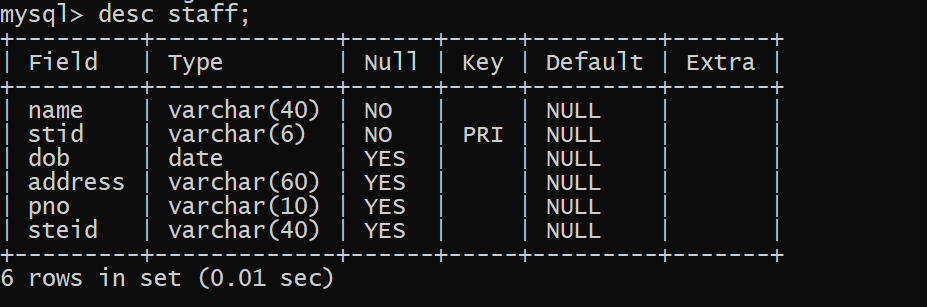 mysql> desc staff;
+---------+-------------+------+-----+---------+-------+
| Field   | Type        | Null | Key | Default | Extra |
+---------+-------------+------+-----+---------+-------+
| name    | varchar(40) | NO   |     | NULL    |       |
| stid    | varchar(6)  | NO   | PRI | NULL    |       |
| dob     | date        | YES  |     | NULL    |       |
| address | varchar(60) | YES  |     | NULL    |       |
| pno     | varchar(10) | YES  |     | NULL    |       |
| steid   | varchar(40) | YES  |     | NULL    |       |
+---------+-------------+------+-----+---------+-------+
6 rows in set (0.01 sec)